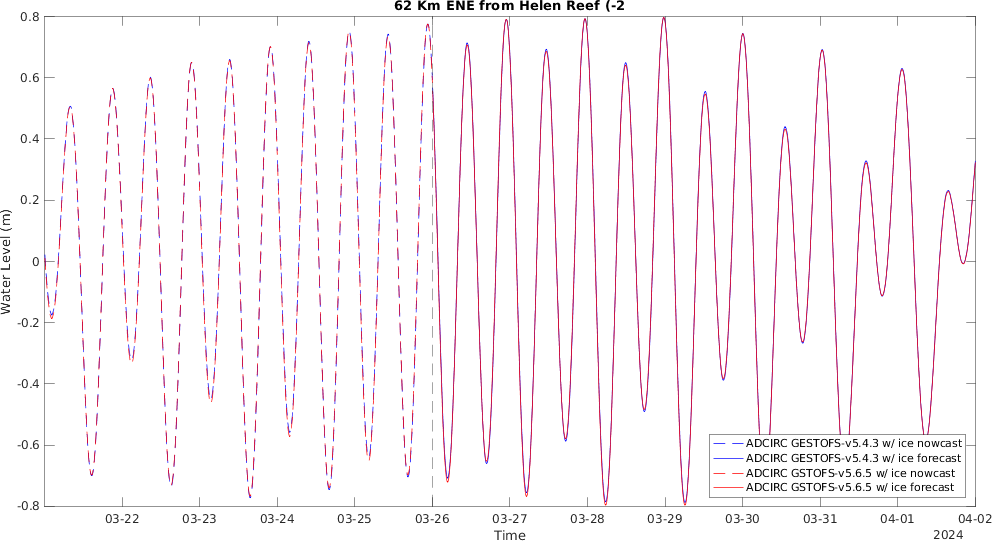 62 Km ENE from Helen Reef (-2
0.8
0.6
0.4
0.2
0
-0.2
-0.4
-0.6
-0.8
Water Level (m)
03-22 03-23 03-24 03-25 03-26 03-27 03-28 03-29 03-30 03-31 04-01 04-02
Time
2024
ADCIRC GESTOFS-v5.4.3 w/ ice nowcast
ADCIRC GESTOFS-v5.4.3 w/ ice forecast
ADCIRC GSTOFS-v5.6.5 w/ ice nowcast
ADCIRC GSTOFS-v5.6.5 w/ ice forecast